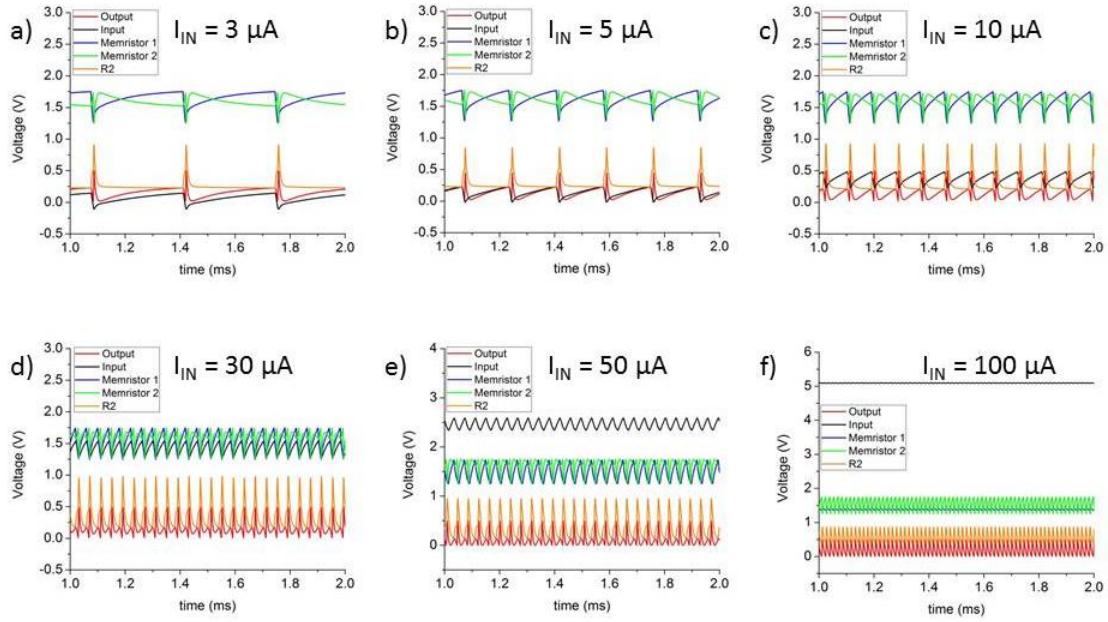 a) I_IN = 3 µA
Output
Input
Memristor 1
Memristor 2
R2
Voltage (V)
3.0
2.5
2.0
1.5
1.0
0.5
0.0
-0.5
1.0 1.2 1.4 1.6 1.8 2.0
time (ms)
b) I_IN = 5 µA
Output
Input
Memristor 1
Memristor 2
R2
Voltage (V)
3.0
2.5
2.0
1.5
1.0
0.5
0.0
-0.5
1.0 1.2 1.4 1.6 1.8 2.0
time (ms)
c) I_IN = 10 µA
Output
Input
Memristor 1
Memristor 2
R2
Voltage (V)
3.0
2.5
2.0
1.5
1.0
0.5
0.0
-0.5
1.0 1.2 1.4 1.6 1.8 2.0
time (ms)
d) I_IN = 30 µA
Output
Input
Memristor 1
Memristor 2
R2
Voltage (V)
3.0
2.5
2.0
1.5
1.0
0.5
0.0
-0.5
1.0 1.2 1.4 1.6 1.8 2.0
time (ms)
e) I_IN = 50 µA
Output
Input
Memristor 1
Memristor 2
R2
Voltage (V)
4
3
2
1
0
1.0 1.2 1.4 1.6 1.8 2.0
time (ms)
f) I_IN = 100 µA
Output
Input
Memristor 1
Memristor 2
R2
Voltage (V)
6
5
4
3
2
1
0
1.0 1.2 1.4 1.6 1.8 2.0
time (ms)